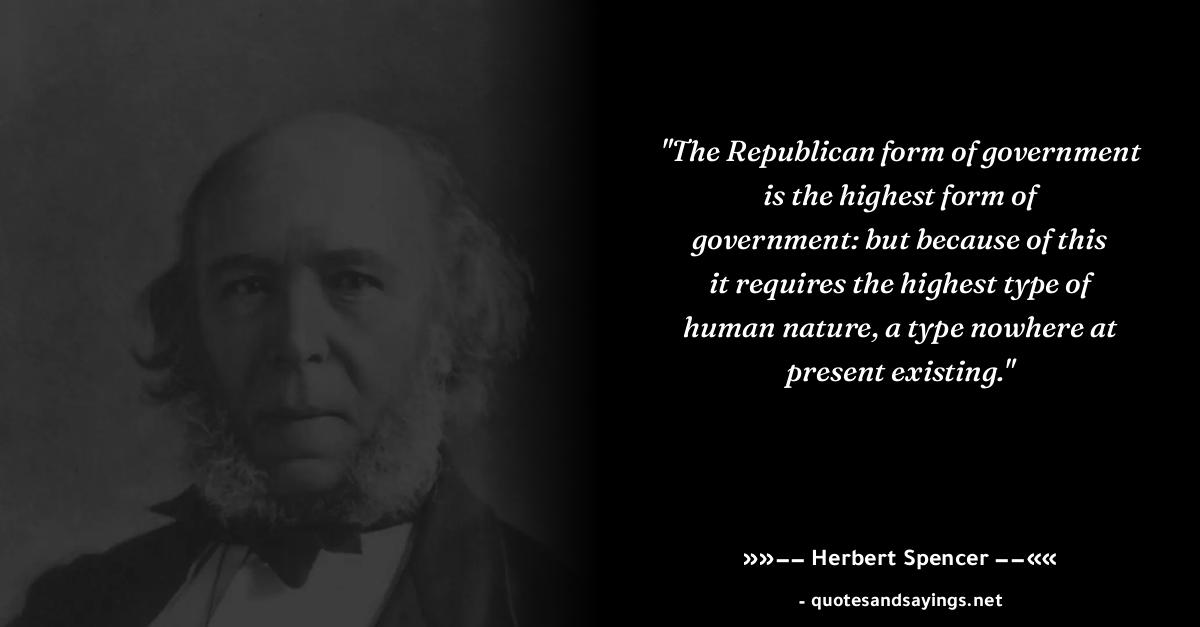 "The Republican form of government
is the highest form of
government: but because of this
it requires the highest type of
human nature, a type nowhere at
present existing."
»»–– Herbert Spencer ––««
- quotesandsayings.net